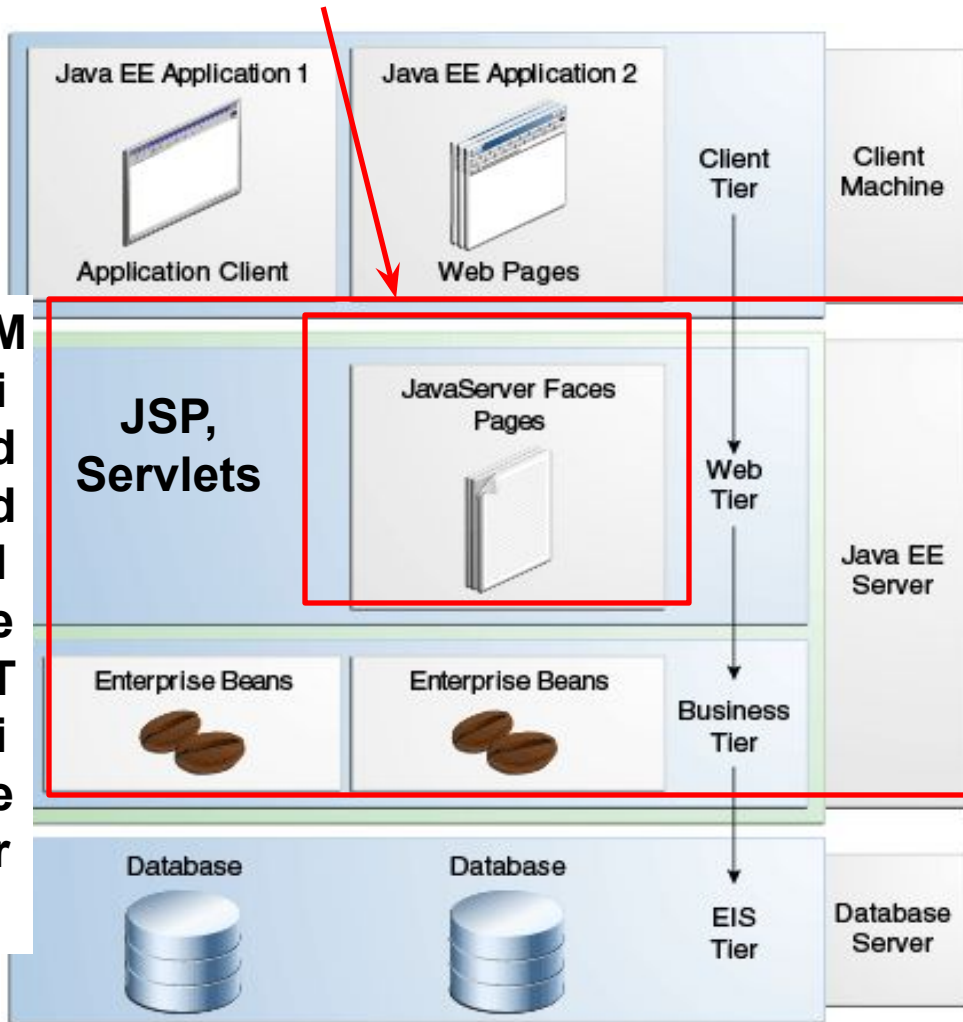 Java EE Application 1
Java EE Application 2
Application Client
Web Pages
Client
Tier
Client
Machine
M
i
d
d
l
e
T
i
e
r
JSP,
Servlets
JavaServer Faces
Pages
Web
Tier
Java EE
Server
Enterprise Beans
Enterprise Beans
Business
Tier
Database
Database
EIS
Tier
Database
Server